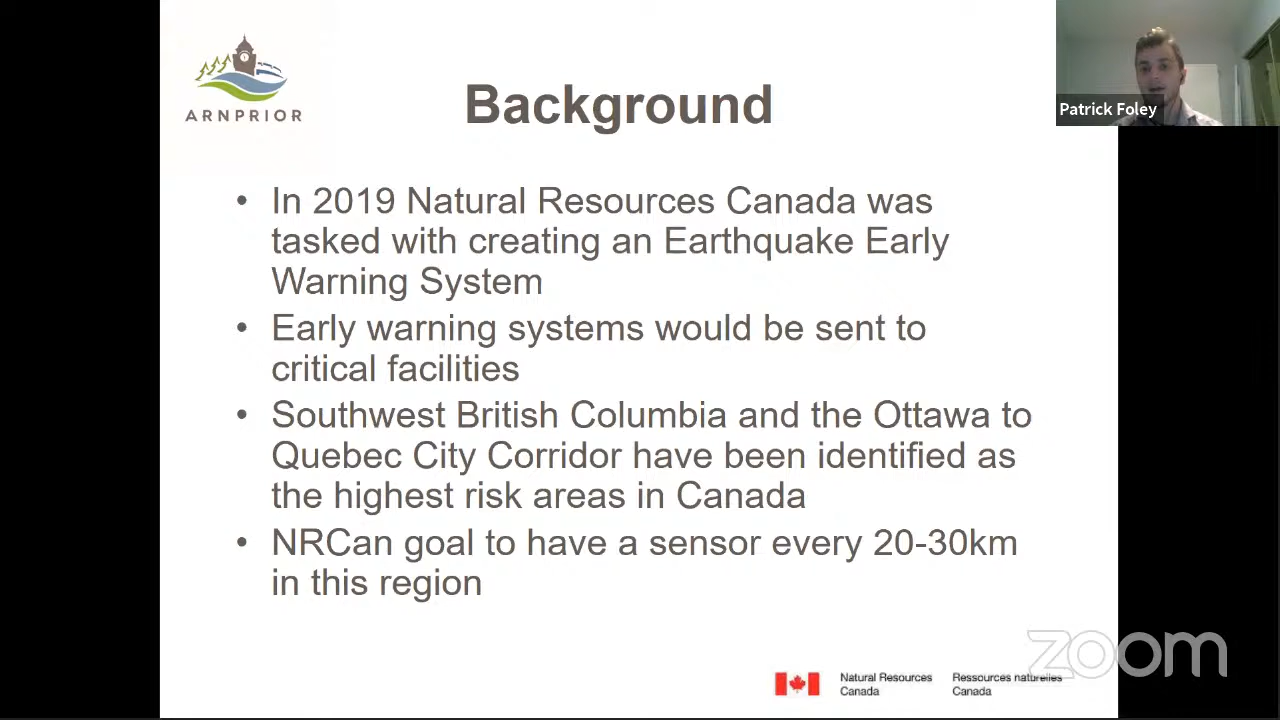 ARNPRIOR
Background
Patrick Foley
• In 2019 Natural Resources Canada was
tasked with creating an Earthquake Early
Warning System
• Early warning systems would be sent to
critical facilities
• Southwest British Columbia and the Ottawa to
Quebec City Corridor have been identified as
the highest risk areas in Canada
• NRCan goal to have a sensor every 20-30km
in this region
zoom
Natural Resources Ressources naturelles
Canada Canada